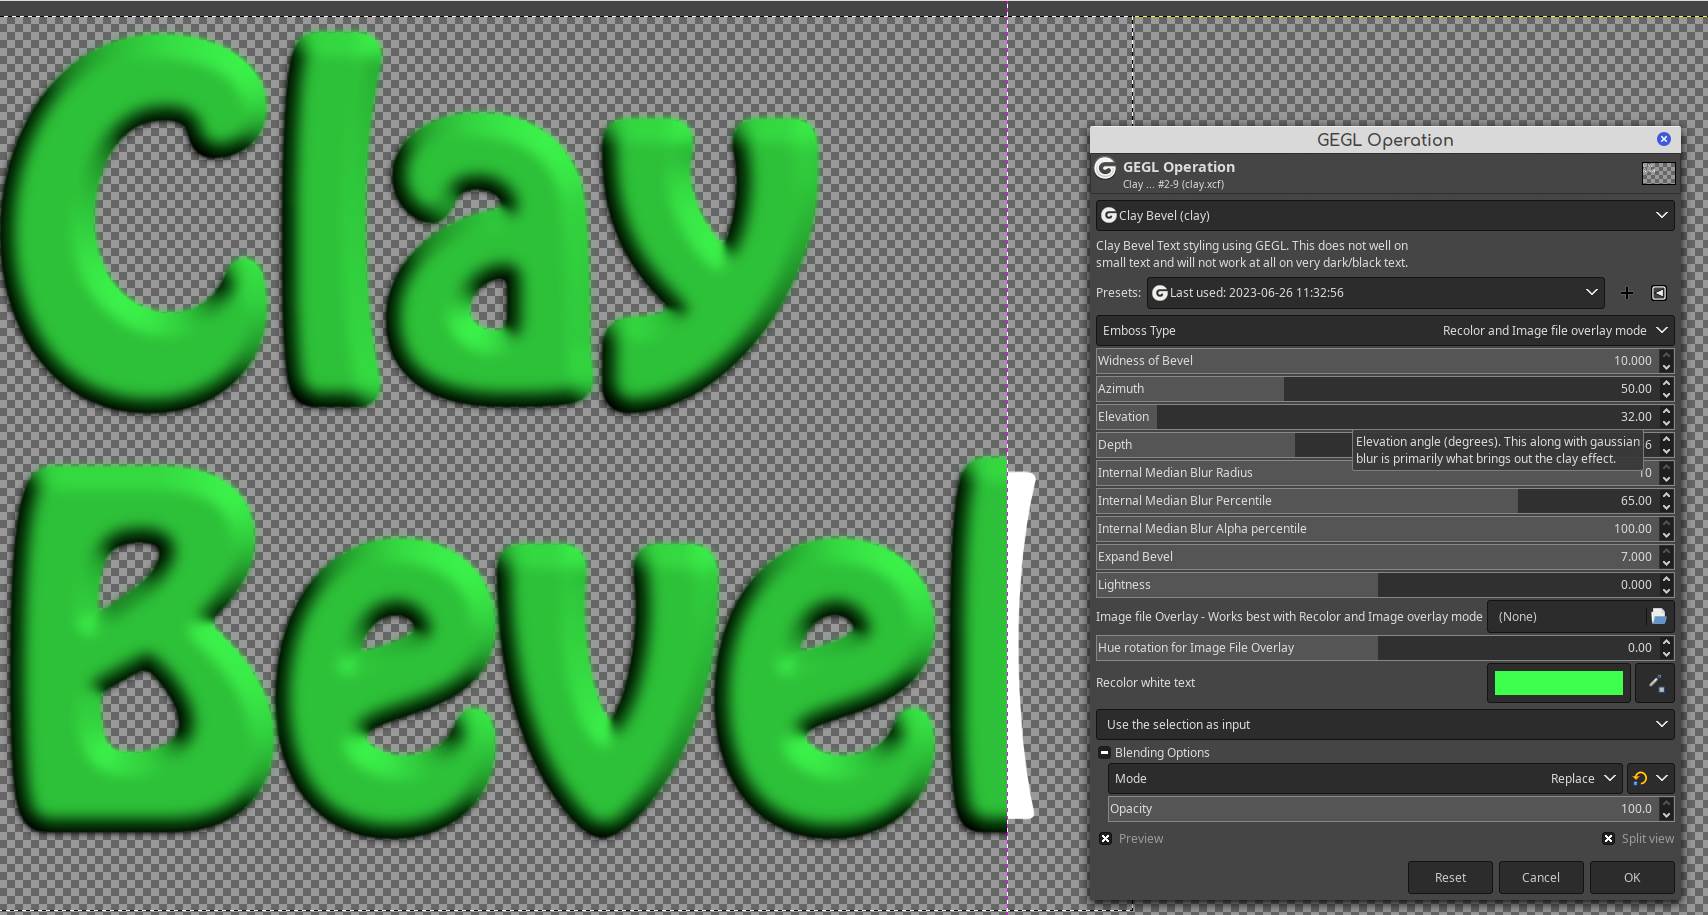 Clay
Bevel
GEGL Operation
GEGL Operation
Clay ... #2-9 (clay.xcf)
Clay Bevel (clay)
Clay Bevel Text styling using GEGL. This does not well on
small text and will not work at all on very dark/black text.
Presets: Last used: 2023-06-26 11:32:56
Emboss Type Recolor and Image file overlay mode
Widness of Bevel 10.000
Azimuth 50.00
Elevation 32.00
Depth 6
Elevation angle (degrees). This along with gaussian
blur is primarily what brings out the clay effect.
Internal Median Blur Radius 10
Internal Median Blur Percentile 65.00
Internal Median Blur Alpha percentile 100.00
Expand Bevel 7.000
Lightness 0.000
Image file Overlay - Works best with Recolor and Image overlay mode (None)
Hue rotation for Image File Overlay 0.00
Recolor white text
Use the selection as input
Blending Options
Mode Replace
Opacity 100.0
Preview Split view
Reset Cancel OK